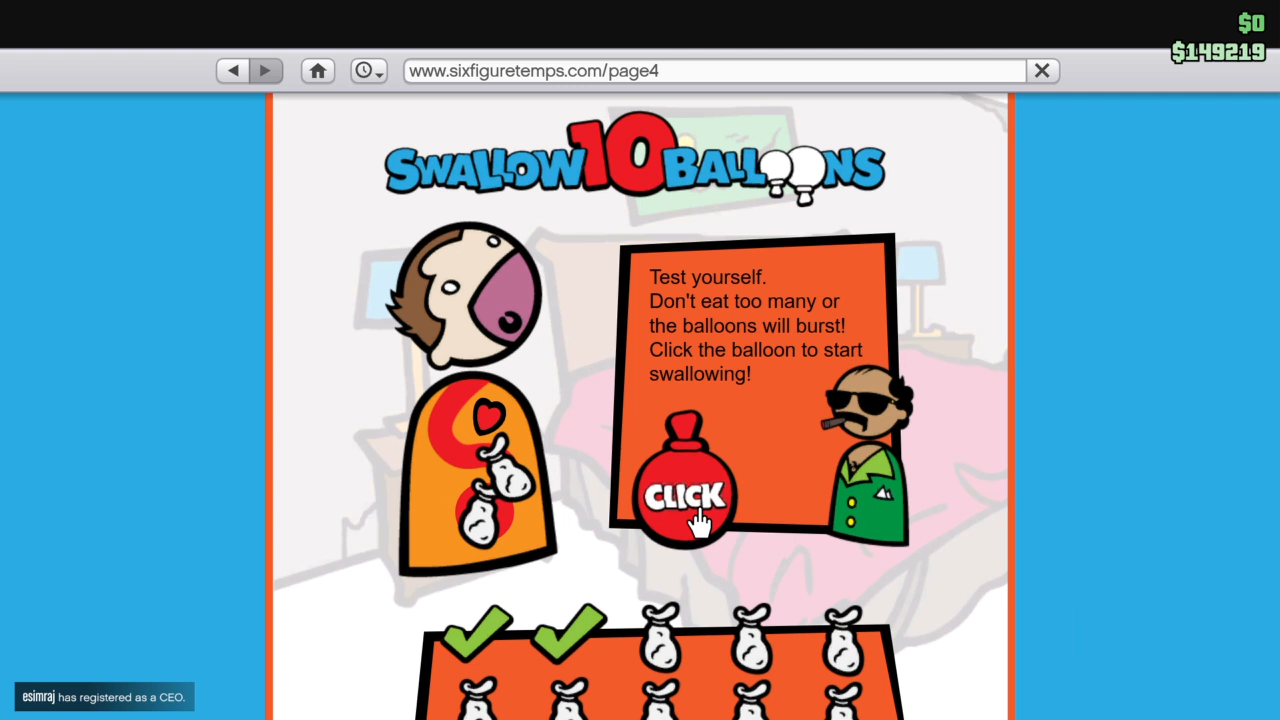 $0
$149219
www.sixfiguretemps.com/page4
SWALLOW 10 BALLOONS
Test yourself.
Don't eat too many or
the balloons will burst!
Click the balloon to start
swallowing!
CLICK
esimraj has registered as a CEO.